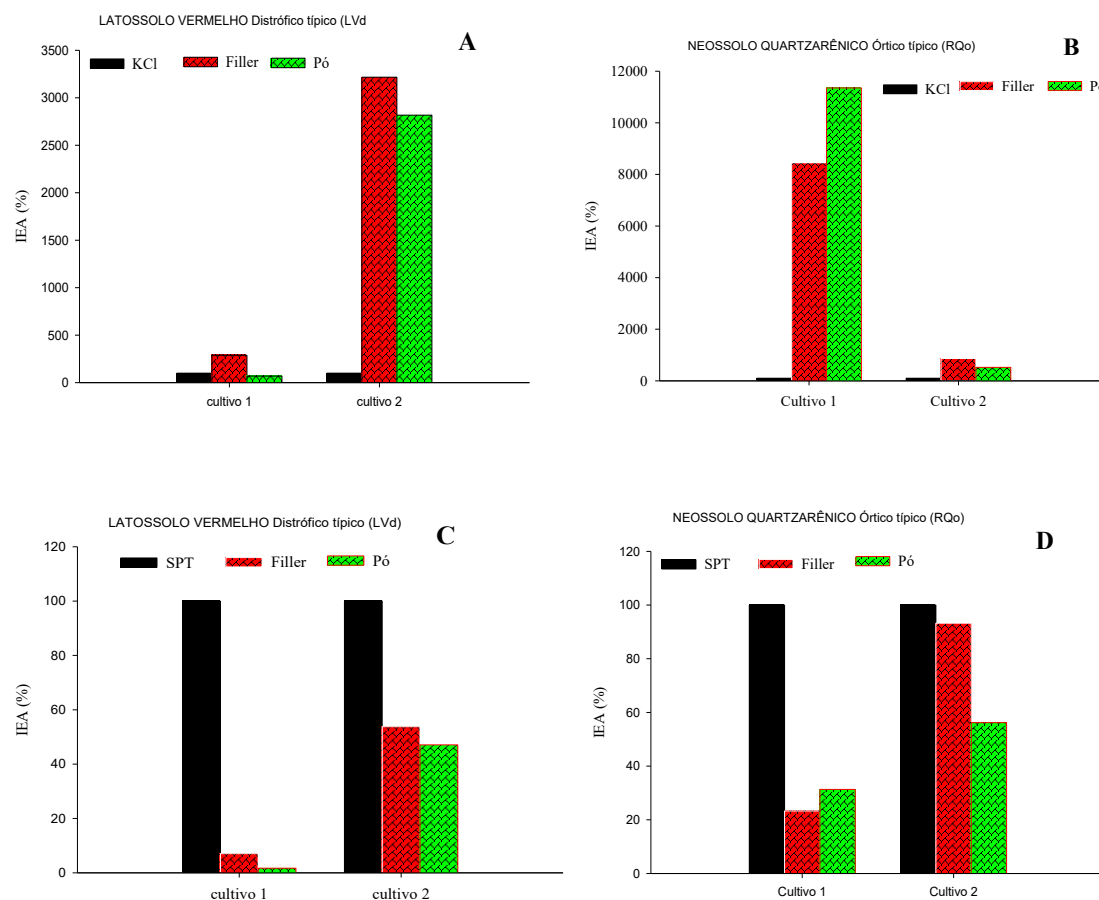 LATOSSOLO VERMELHO Distrófico típico (LVd
A
KCl Filler Pó
3500
3000
2500
2000
1500
1000
500
0
IEA (%)
cultivo 1 cultivo 2
NEOSSOLO QUARTZARÊNICO Órtico típico (RQo)
B
KCl Filler
12000
10000
8000
6000
4000
2000
0
IEA (%)
Cultivo 1 Cultivo 2
LATOSSOLO VERMELHO Distrófico típico (LVd)
C
SPT Filler Pó
120
100
80
60
40
20
0
IEA (%)
cultivo 1 cultivo 2
NEOSSOLO QUARTZARÊNICO Órtico típico (RQo)
D
SPT Filler Pó
120
100
80
60
40
20
0
IEA (%)
Cultivo 1 Cultivo 2